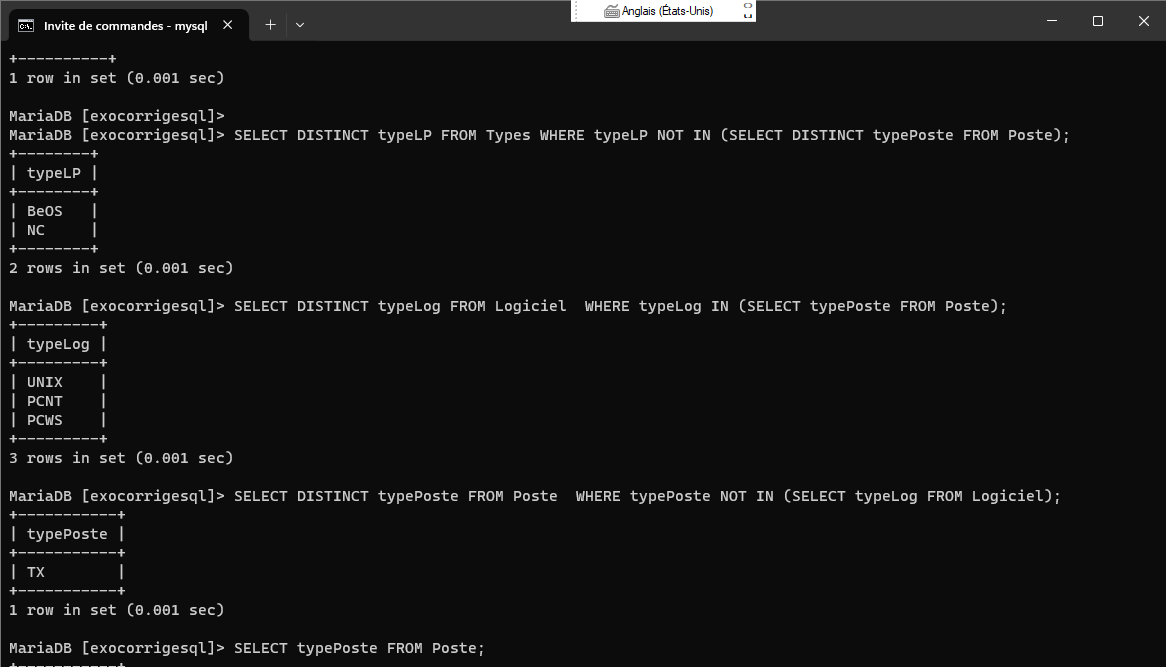 Anglais (États-Unis)
Invite de commandes - mysql
+----------+
1 row in set (0.001 sec)
MariaDB [exocorrigesql]>
MariaDB [exocorrigesql]> SELECT DISTINCT typeLP FROM Types WHERE typeLP NOT IN (SELECT DISTINCT typePoste FROM Poste);
+--------+
| typeLP |
+--------+
| BeOS   |
| NC     |
+--------+
2 rows in set (0.001 sec)
MariaDB [exocorrigesql]> SELECT DISTINCT typeLog FROM Logiciel  WHERE typeLog IN (SELECT typePoste FROM Poste);
+---------+
| typeLog |
+---------+
| UNIX    |
| PCNT    |
| PCWS    |
+---------+
3 rows in set (0.001 sec)
MariaDB [exocorrigesql]> SELECT DISTINCT typePoste FROM Poste  WHERE typePoste NOT IN (SELECT typeLog FROM Logiciel);
+-----------+
| typePoste |
+-----------+
| TX        |
+-----------+
1 row in set (0.001 sec)
MariaDB [exocorrigesql]> SELECT typePoste FROM Poste;
+-----------+